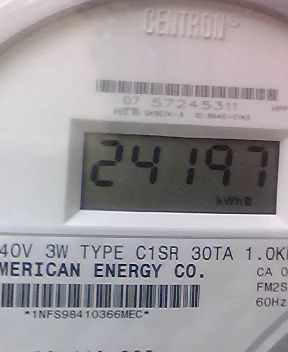 CENTRON®
07 57245311
24197
kWh
40V 3W TYPE C1SR 30TA 1.0K
MERICAN ENERGY CO.
CA 0
FM2S
60Hz
*1NFS98410366MEC*